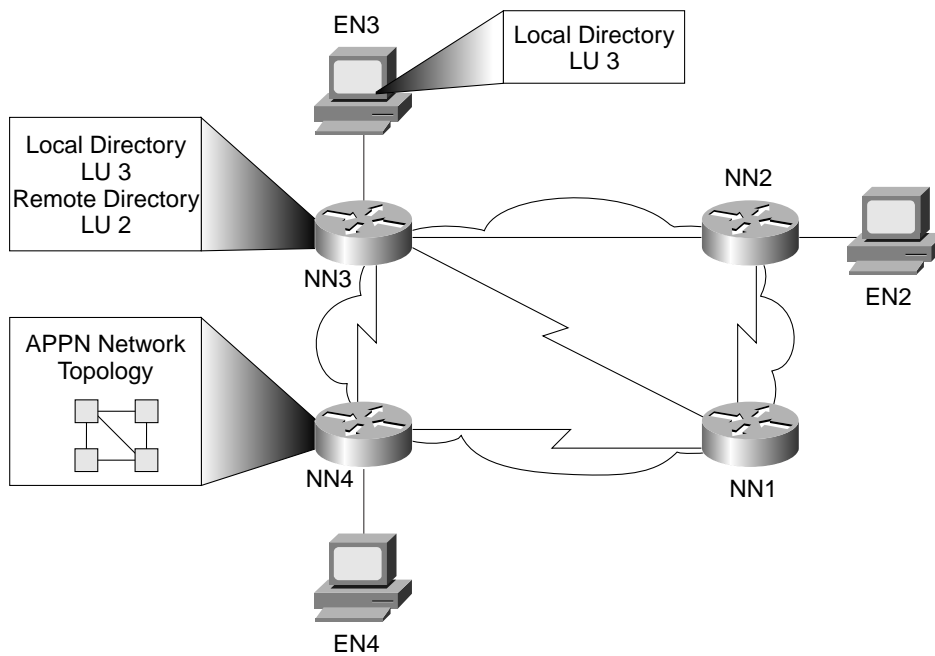 EN3
Local Directory
LU 3
Local Directory
LU 3
Remote Directory
LU 2
NN2
NN3
EN2
APPN Network
Topology
NN4
NN1
EN4